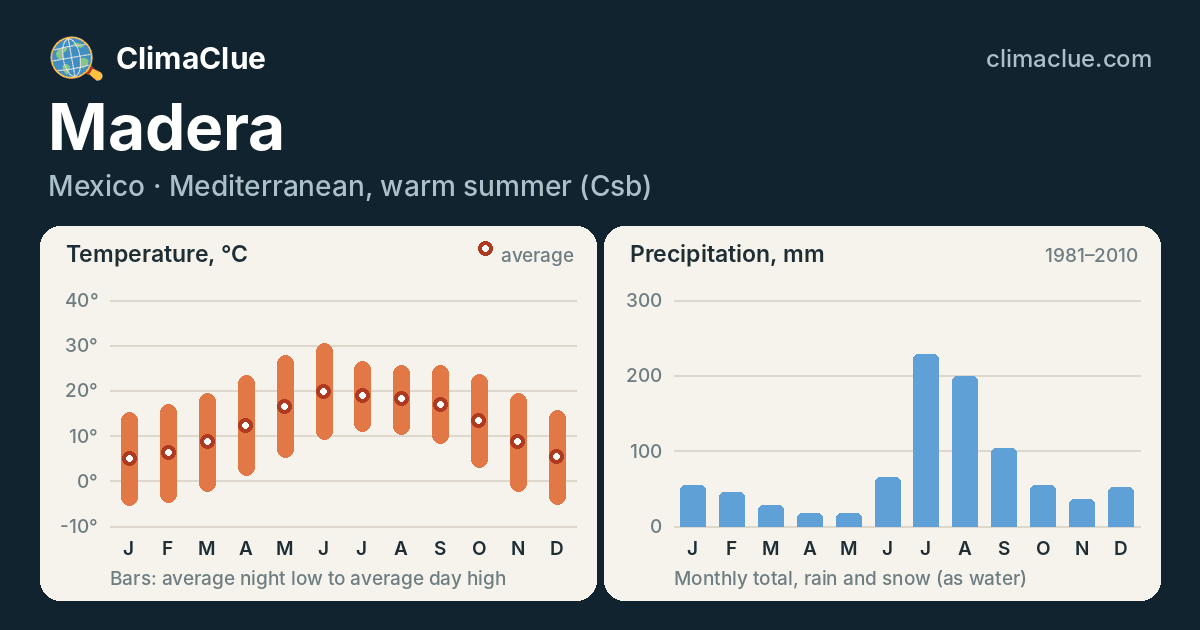 ClimaClue
climaclue.com
Madera
Mexico · Mediterranean, warm summer (Csb)
Temperature, °C
average
40°
30°
20°
10°
0°
-10°
J F M A M J J A S O N D
Bars: average night low to average day high
Precipitation, mm
1981–2010
300
200
100
0
J F M A M J J A S O N D
Monthly total, rain and snow (as water)